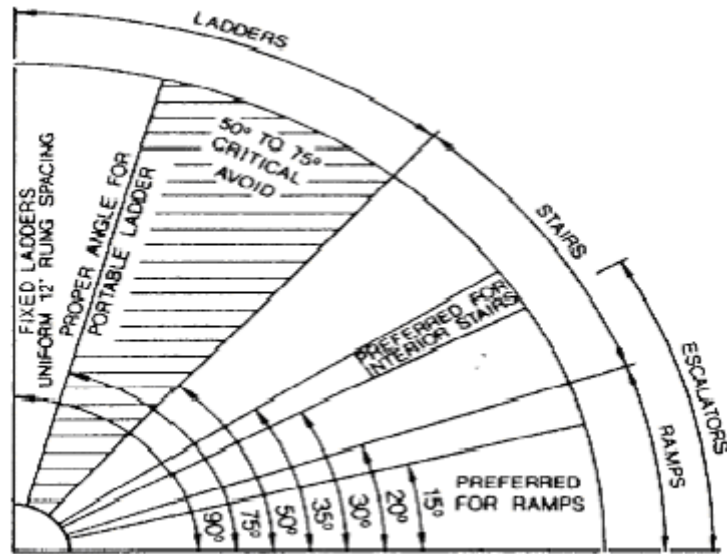 LADDERS
50° TO 75°
CRITICAL
AVOID
FIXED LADDERS
UNIFORM 12" RUNG SPACING
PROPER ANGLE FOR
PORTABLE LADDER
STAIRS
PREFERRED FOR
INTERIOR STAIRS
ESCALATORS
RAMPS
PREFERRED
FOR RAMPS
90°
75°
50°
35°
30°
20°
15°